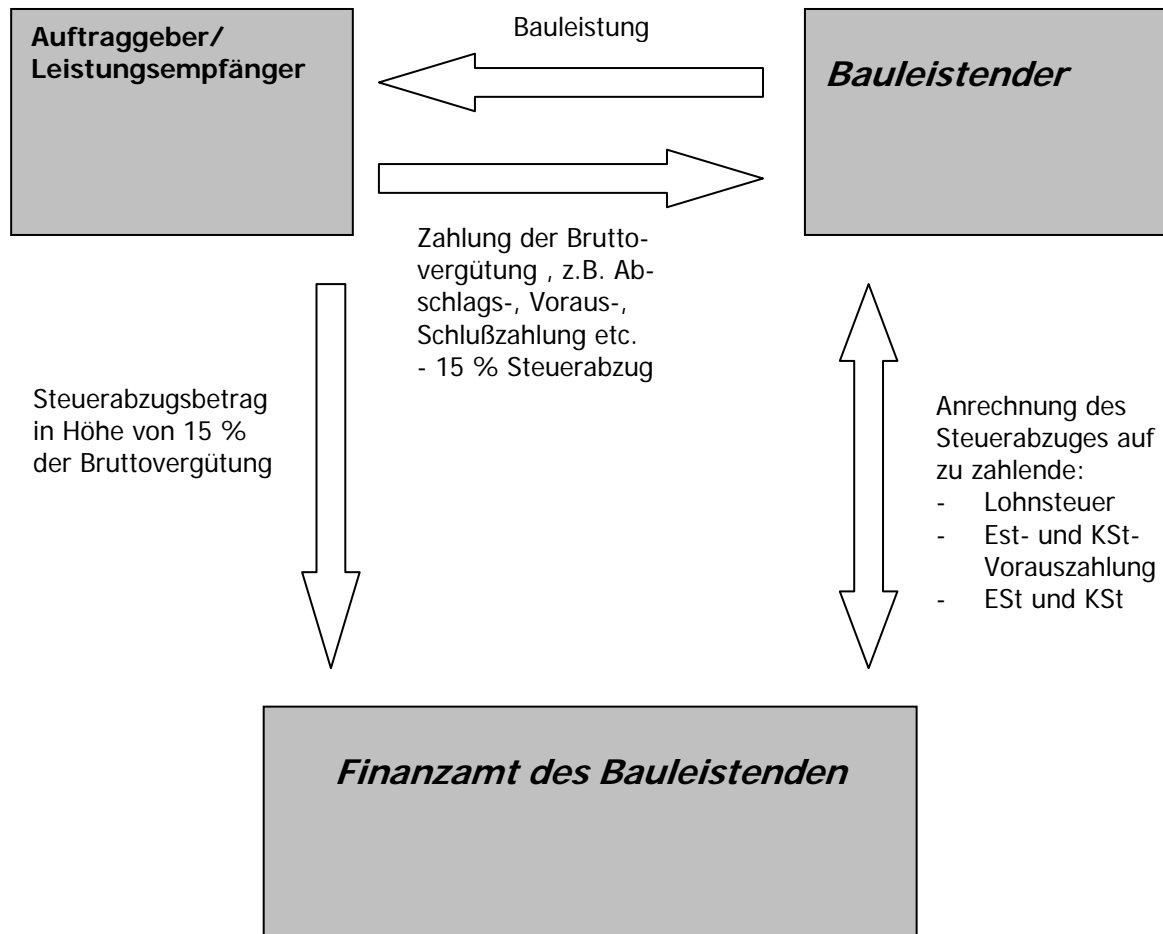 Auftraggeber/
Leistungsempfänger
Bauleistung
Bauleistender
Zahlung der Brutto-
vergütung , z.B. Ab-
schlags-, Voraus-,
Schlußzahlung etc.
- 15 % Steuerabzug
Steuerabzugsbetrag
in Höhe von 15 %
der Bruttovergütung
Anrechnung des
Steuerabzuges auf
zu zahlende:
- Lohnsteuer
- Est- und KSt-
Vorauszahlung
- ESt und KSt
Finanzamt des Bauleistenden